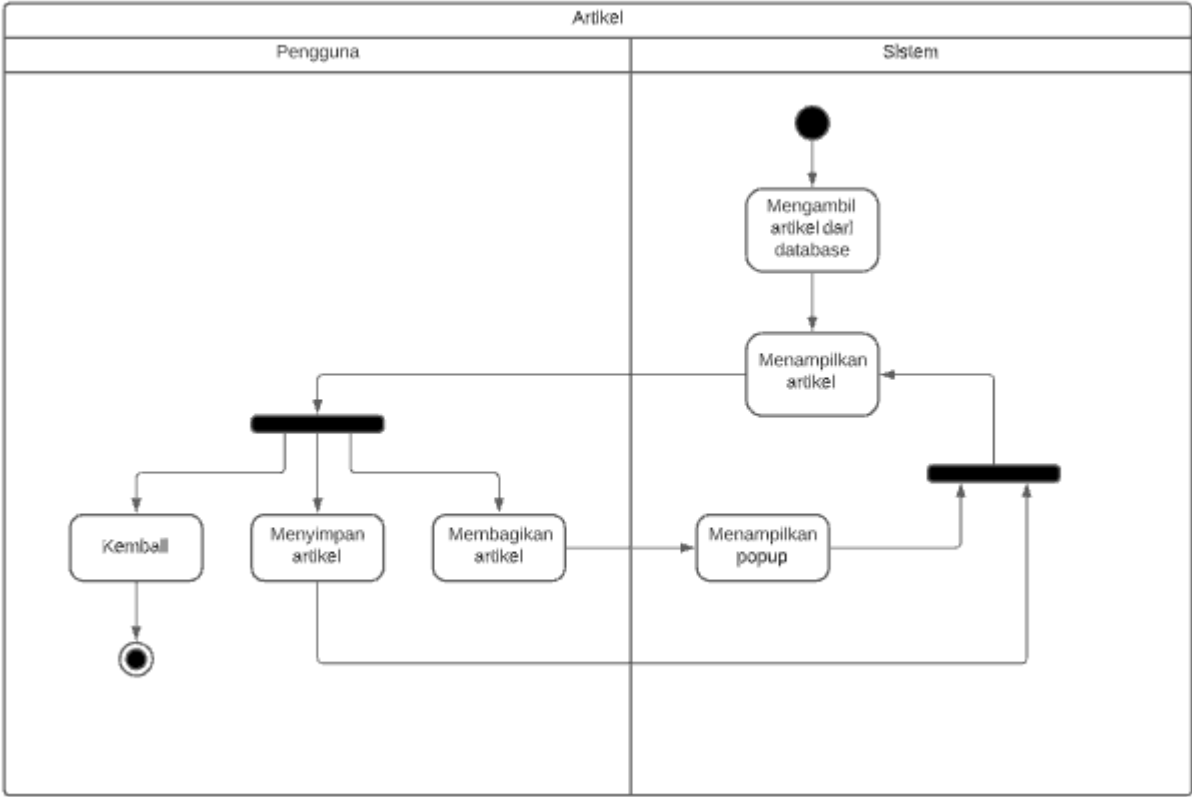 Artikel
Pengguna
Sistem
Mengambil
artikel dari
database
Menampilkan
artikel
Kembali
Menyimpan
artikel
Membagikan
artikel
Menampilkan
popup